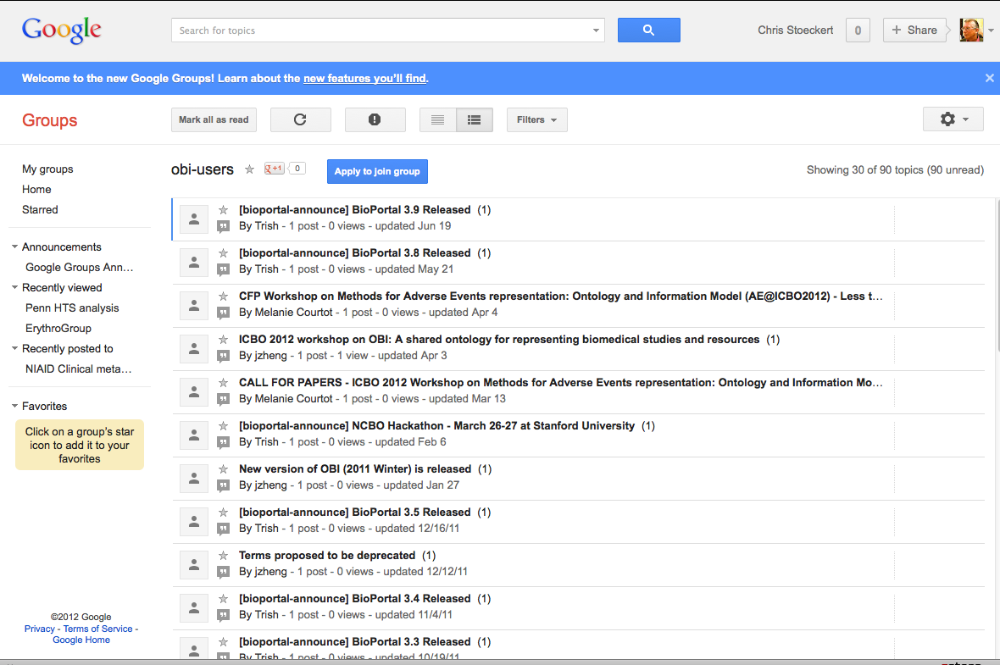 Google
Search for topics
Chris Stoeckert
0
+ Share
Welcome to the new Google Groups! Learn about the new features you'll find.
Groups
Mark all as read
Filters
My groups
Home
Starred
Announcements
Google Groups Ann…
Recently viewed
Penn HTS analysis
ErythroGroup
Recently posted to
NIAID Clinical meta…
Favorites
Click on a group's star
icon to add it to your
favorites
©2012 Google
Privacy - Terms of Service -
Google Home
obi-users
+1
0
Apply to join group
Showing 30 of 90 topics (90 unread)
[bioportal-announce] BioPortal 3.9 Released (1)
By Trish - 1 post - 0 views - updated Jun 19
[bioportal-announce] BioPortal 3.8 Released (1)
By Trish - 1 post - 0 views - updated May 21
CFP Workshop on Methods for Adverse Events representation: Ontology and Information Model (AE@ICBO2012) - Less t…
By Melanie Courtot - 1 post - 0 views - updated Apr 4
ICBO 2012 workshop on OBI: A shared ontology for representing biomedical studies and resources (1)
By jzheng - 1 post - 1 view - updated Apr 3
CALL FOR PAPERS - ICBO 2012 Workshop on Methods for Adverse Events representation: Ontology and Information Mo…
By Melanie Courtot - 1 post - 0 views - updated Mar 13
[bioportal-announce] NCBO Hackathon - March 26-27 at Stanford University (1)
By Trish - 1 post - 0 views - updated Feb 6
New version of OBI (2011 Winter) is released (1)
By jzheng - 1 post - 0 views - updated Jan 27
[bioportal-announce] BioPortal 3.5 Released (1)
By Trish - 1 post - 0 views - updated 12/16/11
Terms proposed to be deprecated (1)
By jzheng - 1 post - 0 views - updated 12/12/11
[bioportal-announce] BioPortal 3.4 Released (1)
By Trish - 1 post - 0 views - updated 11/4/11
[bioportal-announce] BioPortal 3.3 Released (1)
By Trish - 1 post - 0 views - updated 10/19/11